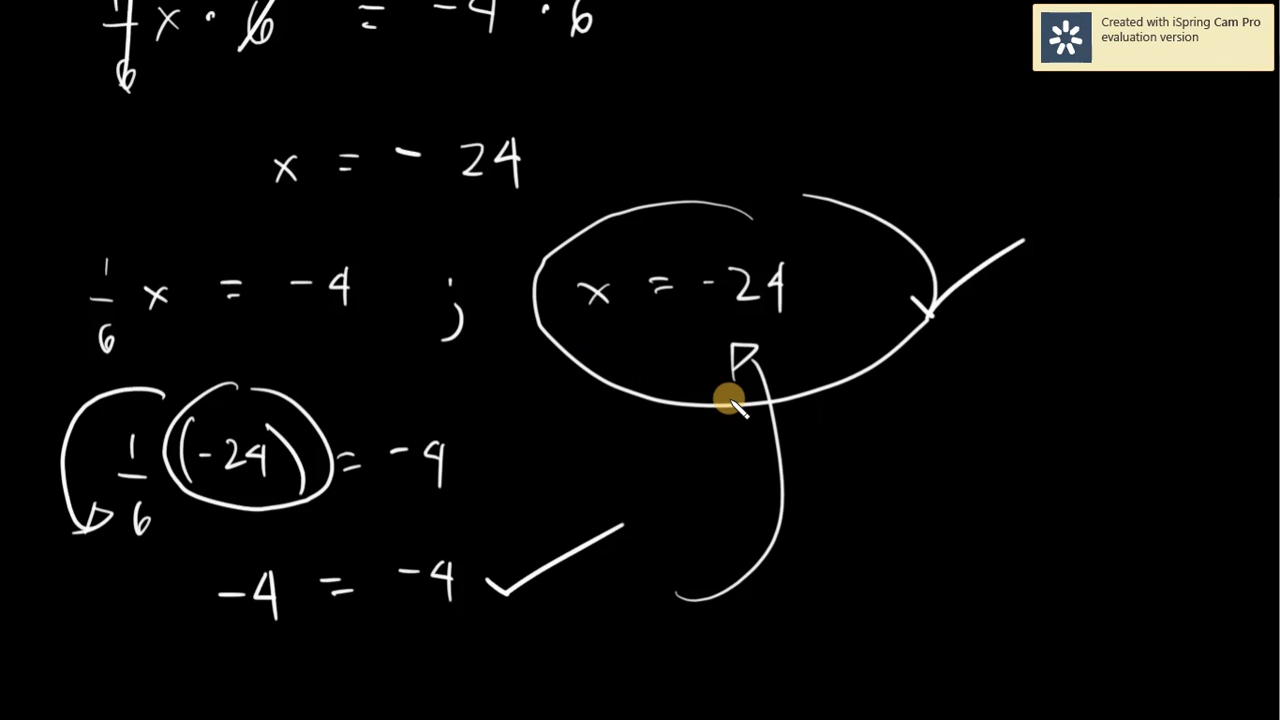 1/6 x · 6 = -4 · 6
Created with iSpring Cam Pro
evaluation version
x = - 24
1/6 x = -4 ; x = -24
1/6 (-24) = -4
-4 = -4 ✓